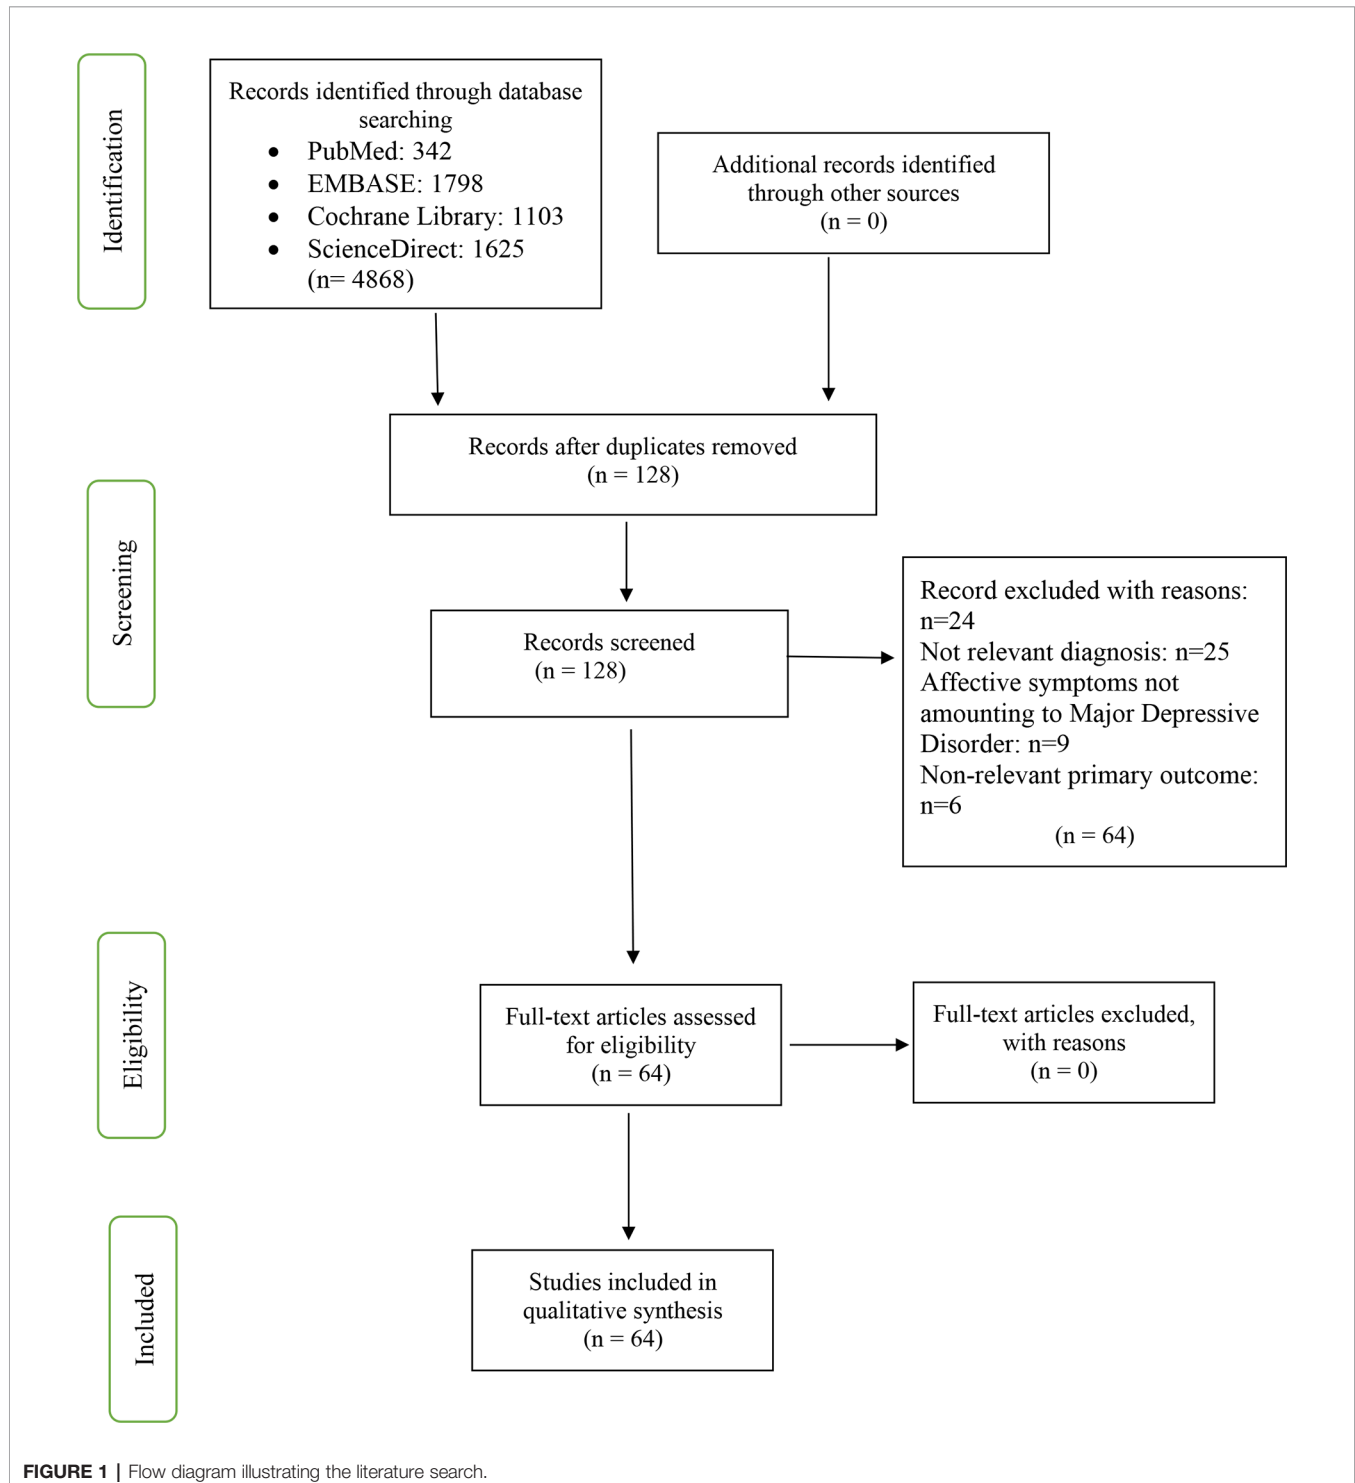 Identification
Records identified through database
searching
• PubMed: 342
• EMBASE: 1798
• Cochrane Library: 1103
• ScienceDirect: 1625
(n= 4868)
Additional records identified
through other sources
(n = 0)
Records after duplicates removed
(n = 128)
Screening
Records screened
(n = 128)
Record excluded with reasons:
n=24
Not relevant diagnosis: n=25
Affective symptoms not
amounting to Major Depressive
Disorder: n=9
Non-relevant primary outcome:
n=6
(n = 64)
Eligibility
Full-text articles assessed
for eligibility
(n = 64)
Full-text articles excluded,
with reasons
(n = 0)
Included
Studies included in
qualitative synthesis
(n = 64)
FIGURE 1 | Flow diagram illustrating the literature search.